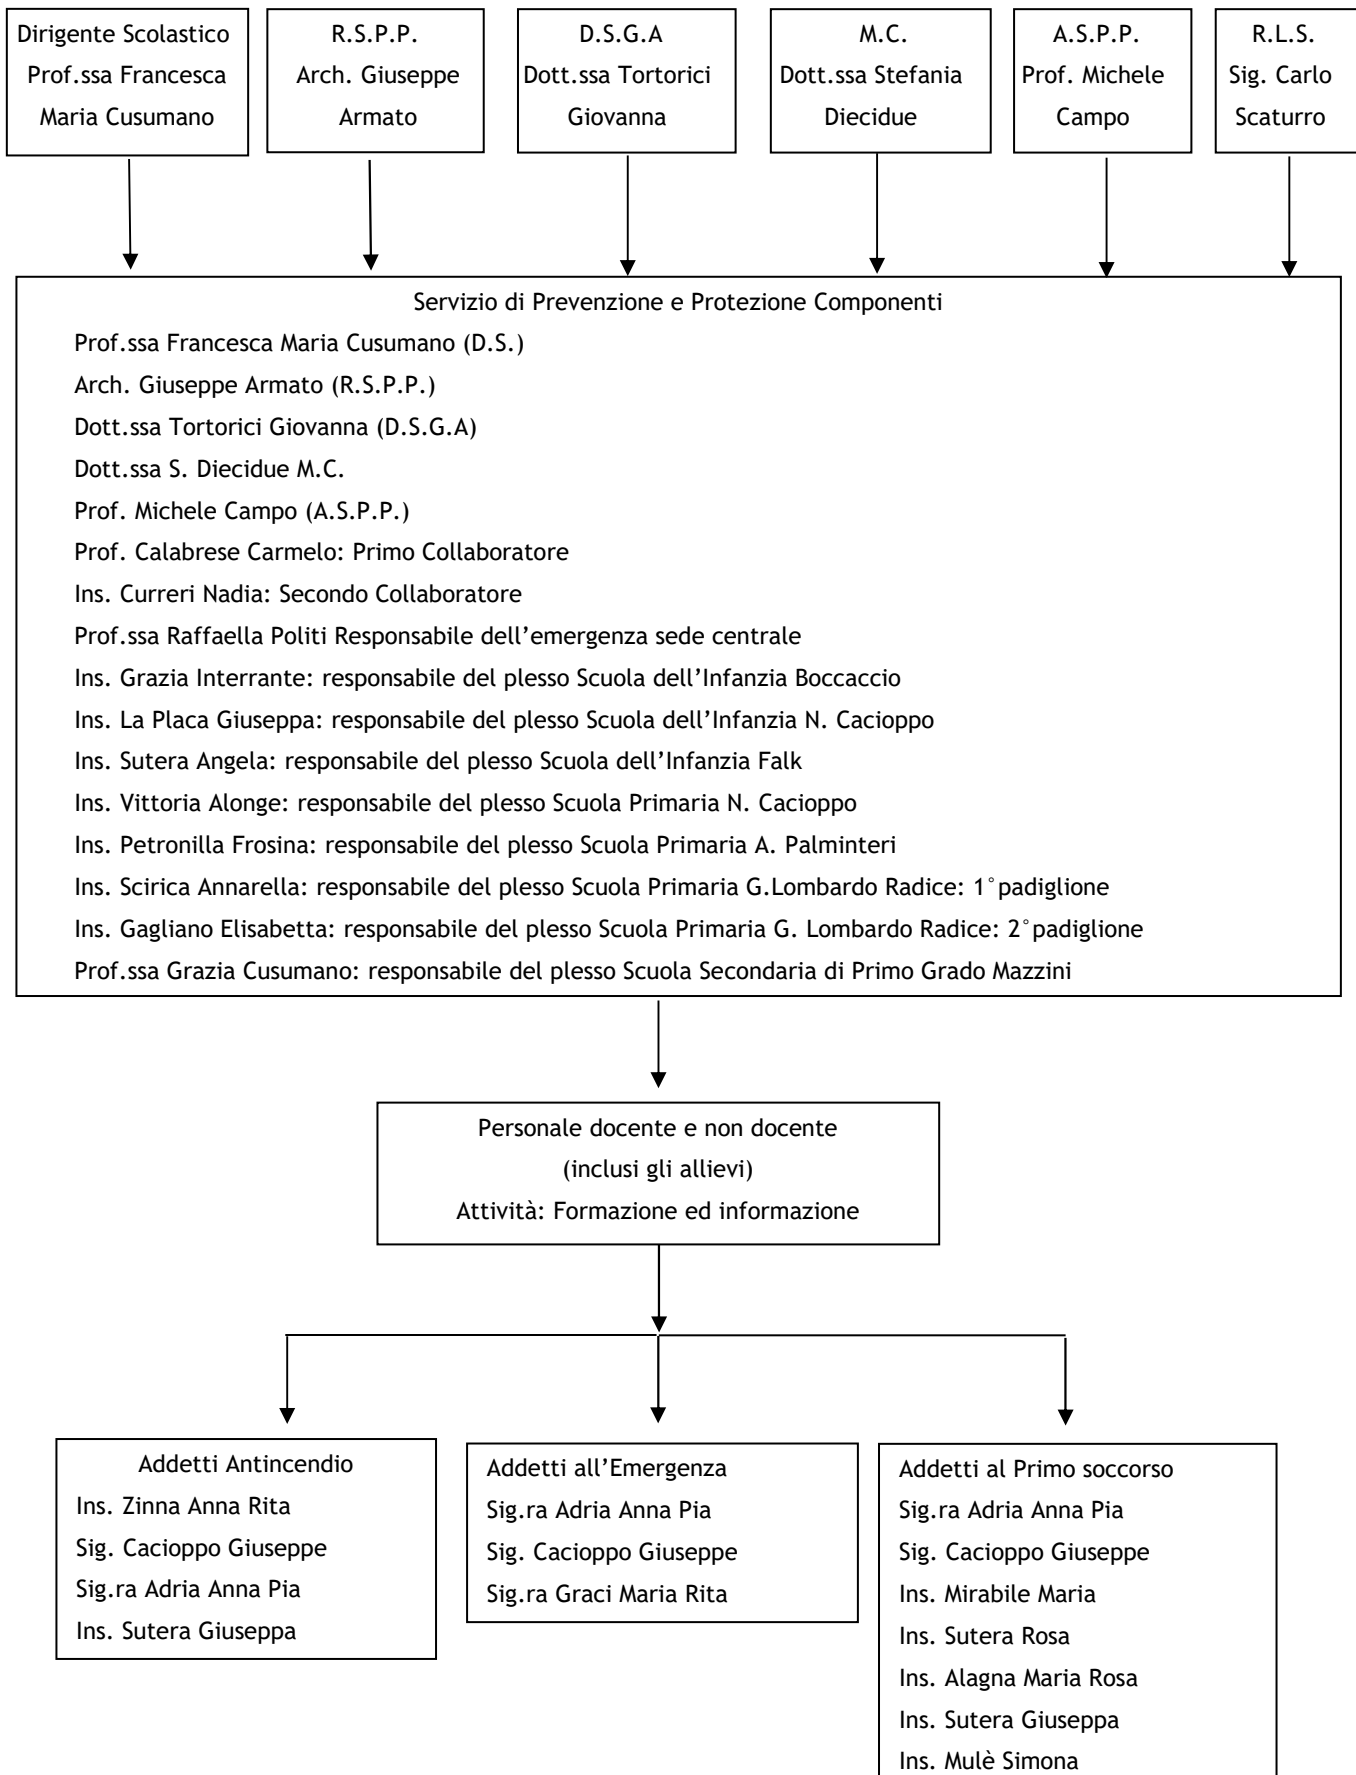 Dirigente Scolastico
Prof.ssa Francesca
Maria Cusumano
R.S.P.P.
Arch. Giuseppe
Armato
D.S.G.A
Dott.ssa Tortorici
Giovanna
M.C.
Dott.ssa Stefania
Diecidue
A.S.P.P.
Prof. Michele
Campo
R.L.S.
Sig. Carlo
Scaturro
Servizio di Prevenzione e Protezione Componenti
Prof.ssa Francesca Maria Cusumano (D.S.)
Arch. Giuseppe Armato (R.S.P.P.)
Dott.ssa Tortorici Giovanna (D.S.G.A)
Dott.ssa S. Diecidue M.C.
Prof. Michele Campo (A.S.P.P.)
Prof. Calabrese Carmelo: Primo Collaboratore
Ins. Curreri Nadia: Secondo Collaboratore
Prof.ssa Raffaella Politi Responsabile dell’emergenza sede centrale
Ins. Grazia Interrante: responsabile del plesso Scuola dell’Infanzia Boccaccio
Ins. La Placa Giuseppa: responsabile del plesso Scuola dell’Infanzia N. Cacioppo
Ins. Sutera Angela: responsabile del plesso Scuola dell’Infanzia Falk
Ins. Vittoria Alonge: responsabile del plesso Scuola Primaria N. Cacioppo
Ins. Petronilla Frosina: responsabile del plesso Scuola Primaria A. Palminteri
Ins. Scirica Annarella: responsabile del plesso Scuola Primaria G.Lombardo Radice: 1°padiglione
Ins. Gagliano Elisabetta: responsabile del plesso Scuola Primaria G. Lombardo Radice: 2°padiglione
Prof.ssa Grazia Cusumano: responsabile del plesso Scuola Secondaria di Primo Grado Mazzini
Personale docente e non docente
(inclusi gli allievi)
Attività: Formazione ed informazione
Addetti Antincendio
Ins. Zinna Anna Rita
Sig. Cacioppo Giuseppe
Sig.ra Adria Anna Pia
Ins. Sutera Giuseppa
Addetti all’Emergenza
Sig.ra Adria Anna Pia
Sig. Cacioppo Giuseppe
Sig.ra Graci Maria Rita
Addetti al Primo soccorso
Sig.ra Adria Anna Pia
Sig. Cacioppo Giuseppe
Ins. Mirabile Maria
Ins. Sutera Rosa
Ins. Alagna Maria Rosa
Ins. Sutera Giuseppa
Ins. Mulè Simona